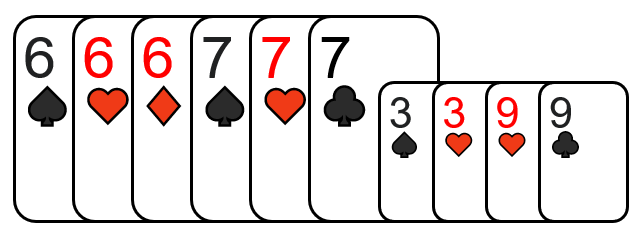 6 6 6 7 7 7
♠ ♥ ♦ ♠ ♥ ♣
3 3 9 9
♠ ♥ ♥ ♣